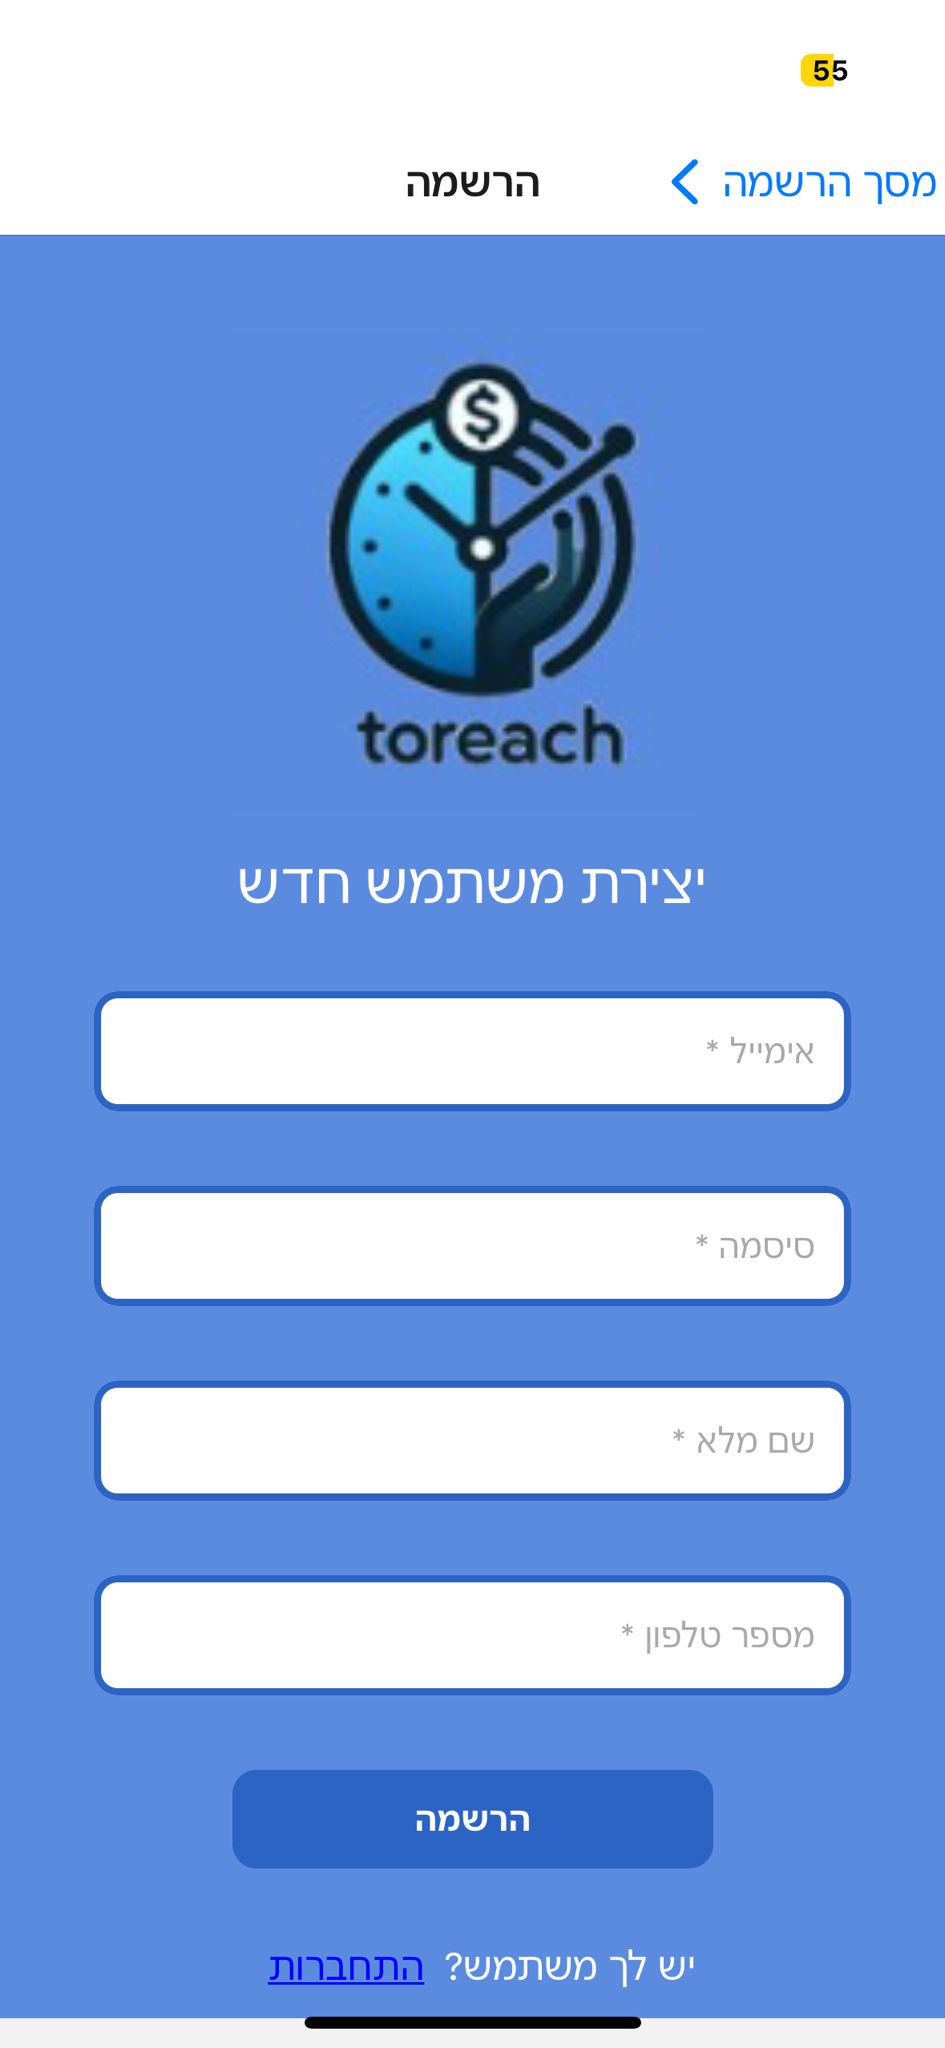 55
מסך הרשמה
הרשמה
$
toreach
יצירת משתמש חדש
אימייל *
סיסמה *
שם מלא *
מספר טלפון *
הרשמה
יש לך משתמש? התחברות